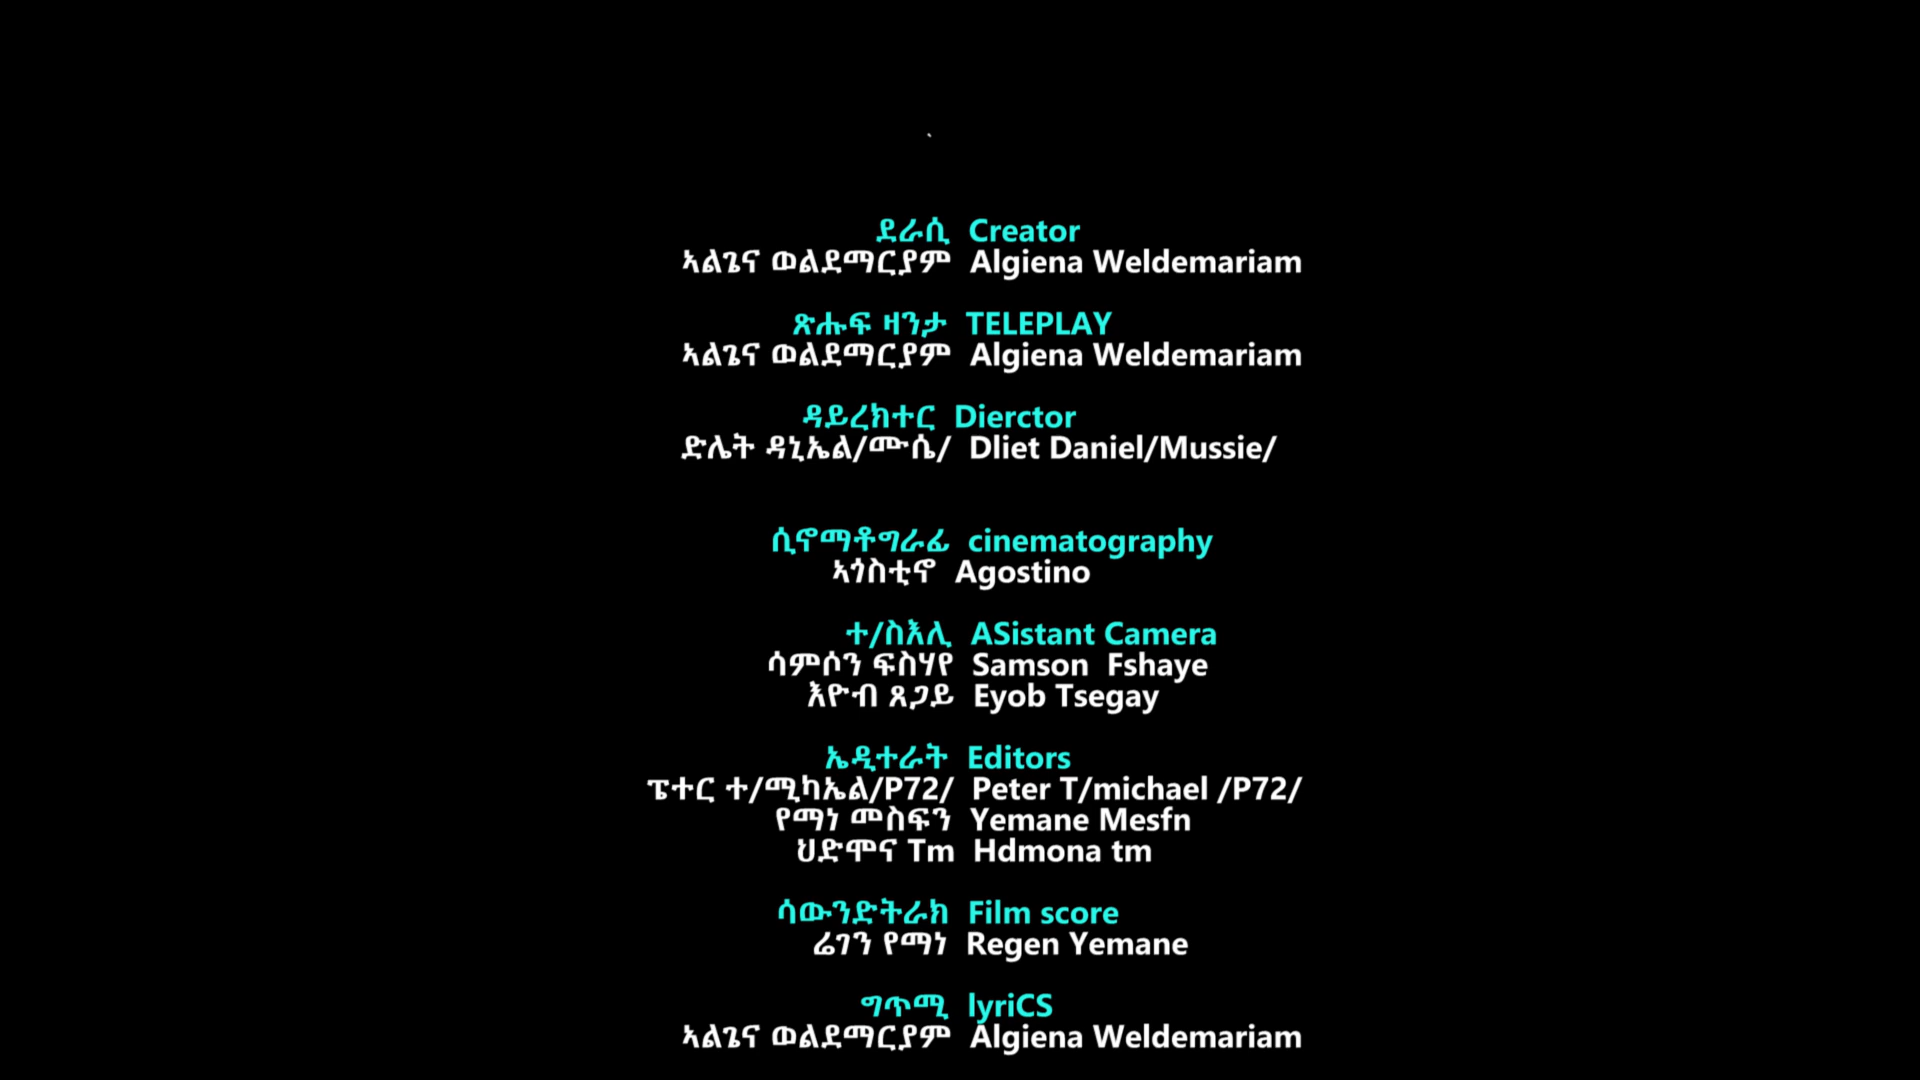 ደራሲ Creator
ኣልጌና ወልደማርያም Algiena Weldemariam
ጽሑፍ ዛንታ TELEPLAY
ኣልጌና ወልደማርያም Algiena Weldemariam
ዳይረክተር Dierctor
ድሌት ዳኒኤል/ሙሴ/ Dliet Daniel/Mussie/
ሲኖማቶግራፊ cinematography
ኣጎስቲኖ Agostino
ተ/ስእሊ ASistant Camera
ሳምሶን ፍስሃየ Samson Fshaye
እዮብ ጸጋይ Eyob Tsegay
ኤዲተራት Editors
ፔተር ተ/ሚካኤል/P72/ Peter T/michael /P72/
የማነ መስፍን Yemane Mesfn
ህድሞና Tm Hdmona tm
ሳውንድትራክ Film score
ሬገን የማነ Regen Yemane
ግጥሚ lyriCS
ኣልጌና ወልደማርያም Algiena Weldemariam